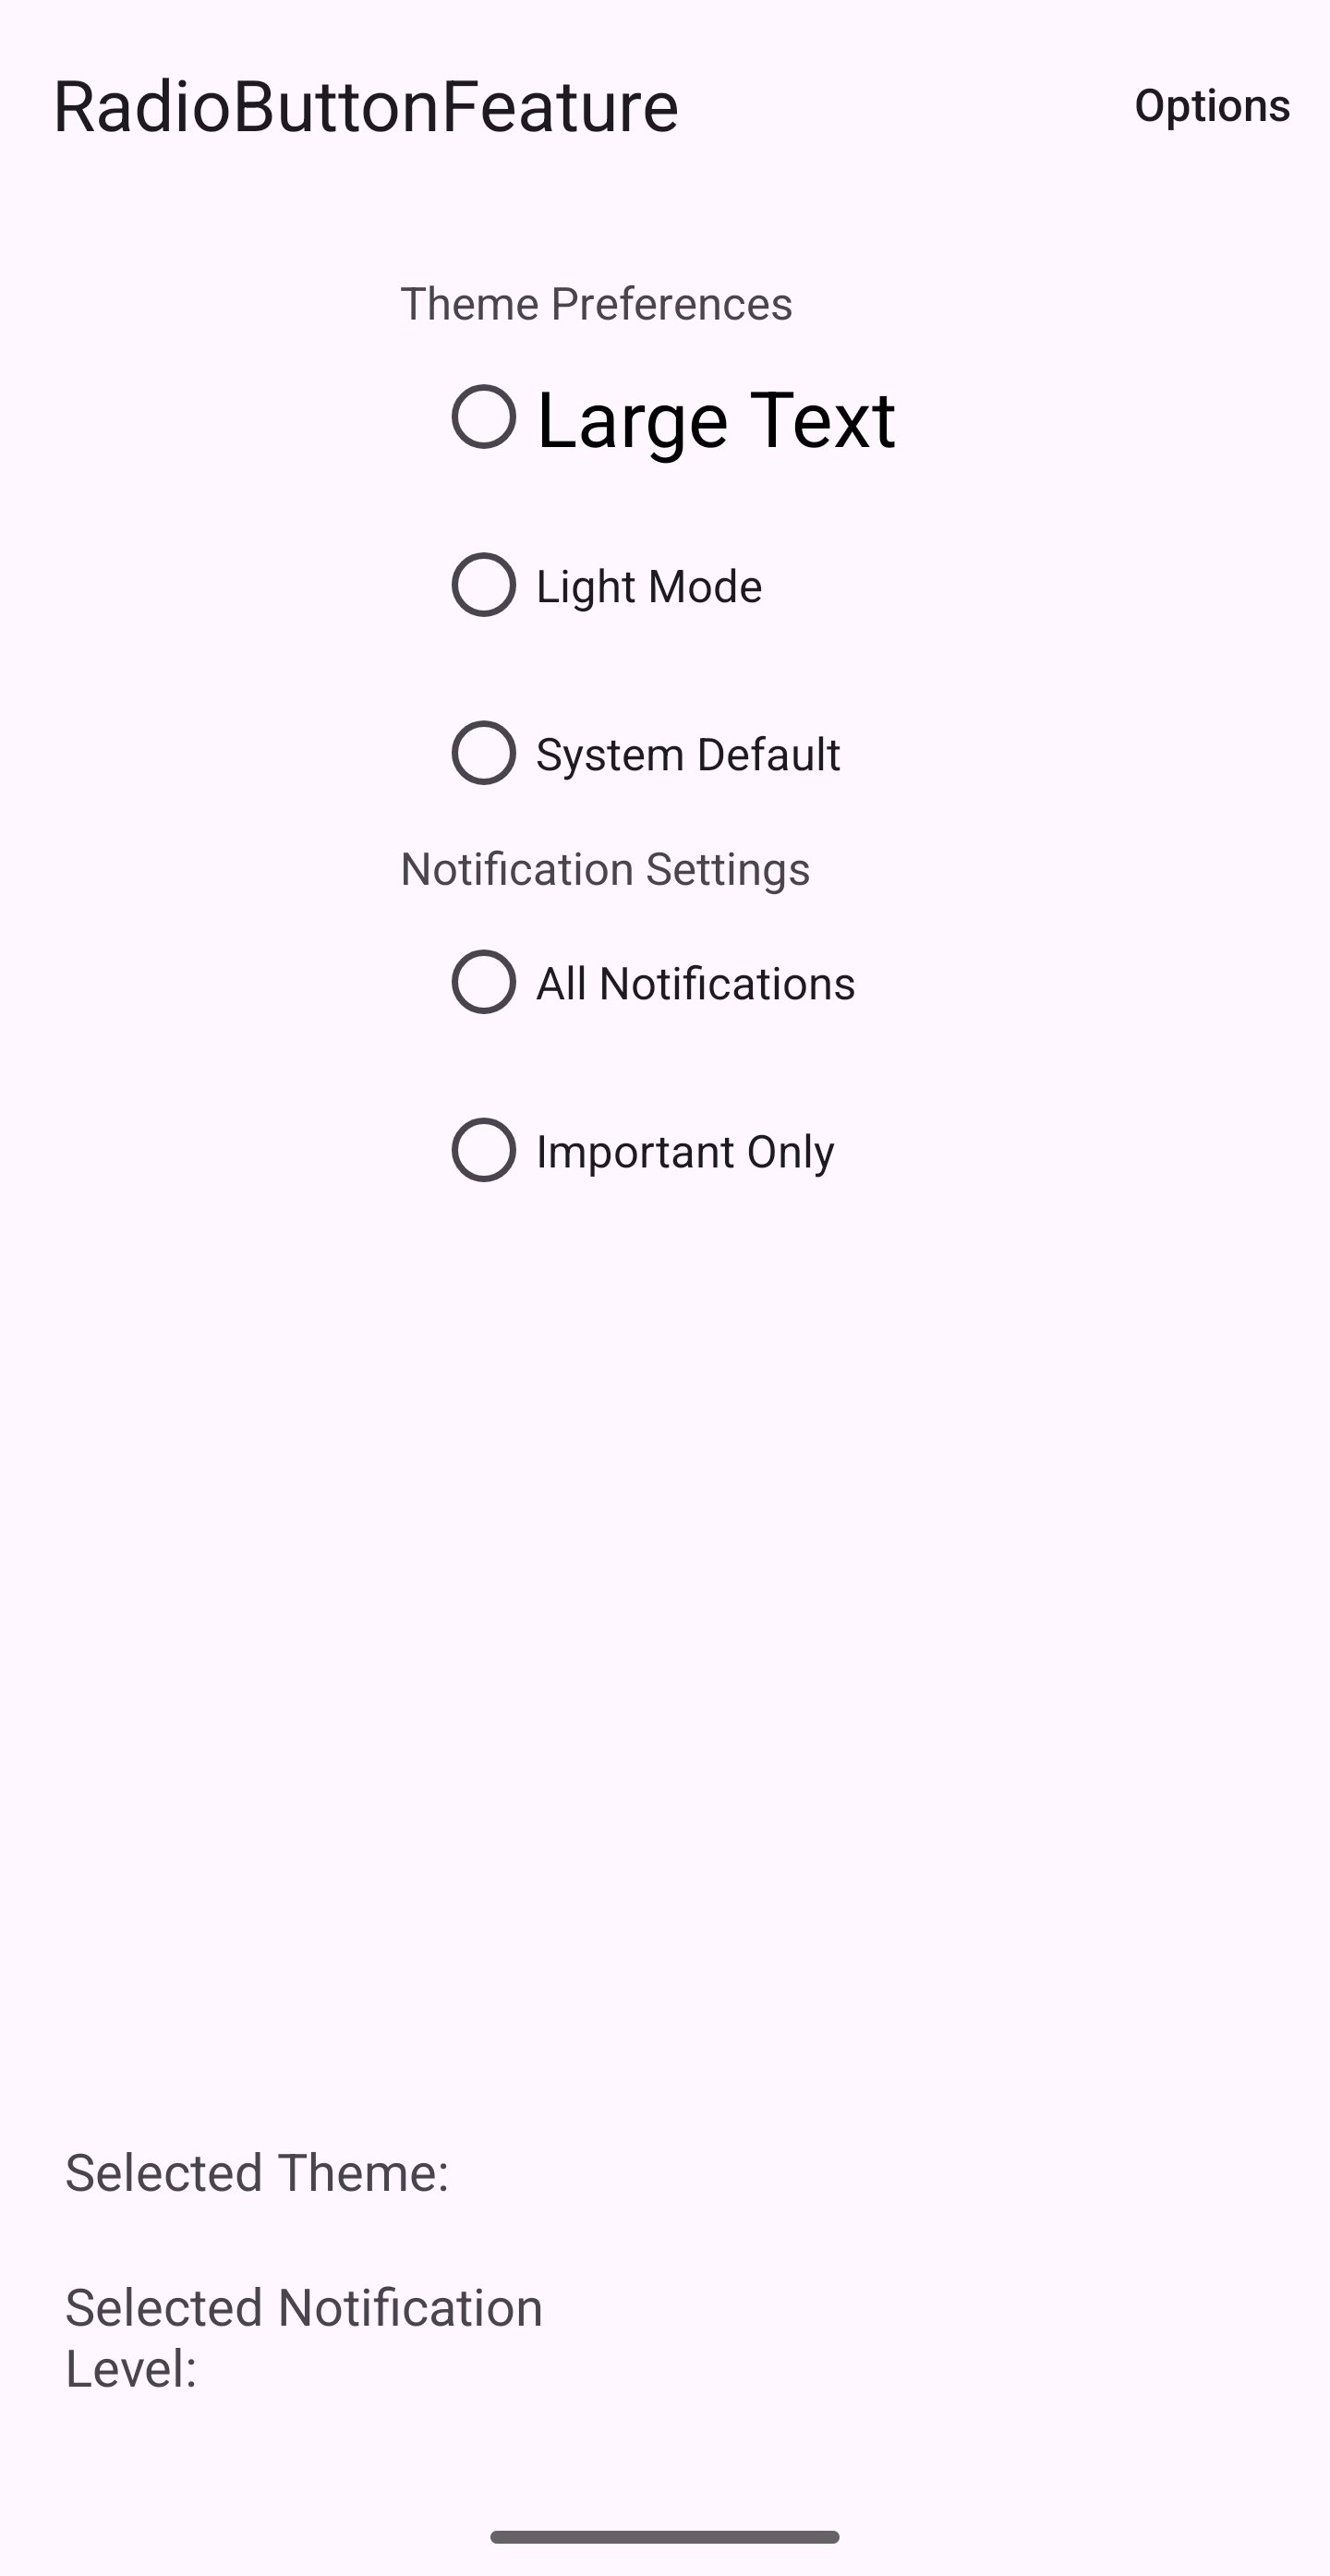 RadioButtonFeature
Options
Theme Preferences
Large Text
Light Mode
System Default
Notification Settings
All Notifications
Important Only
Selected Theme:
Selected Notification
Level: